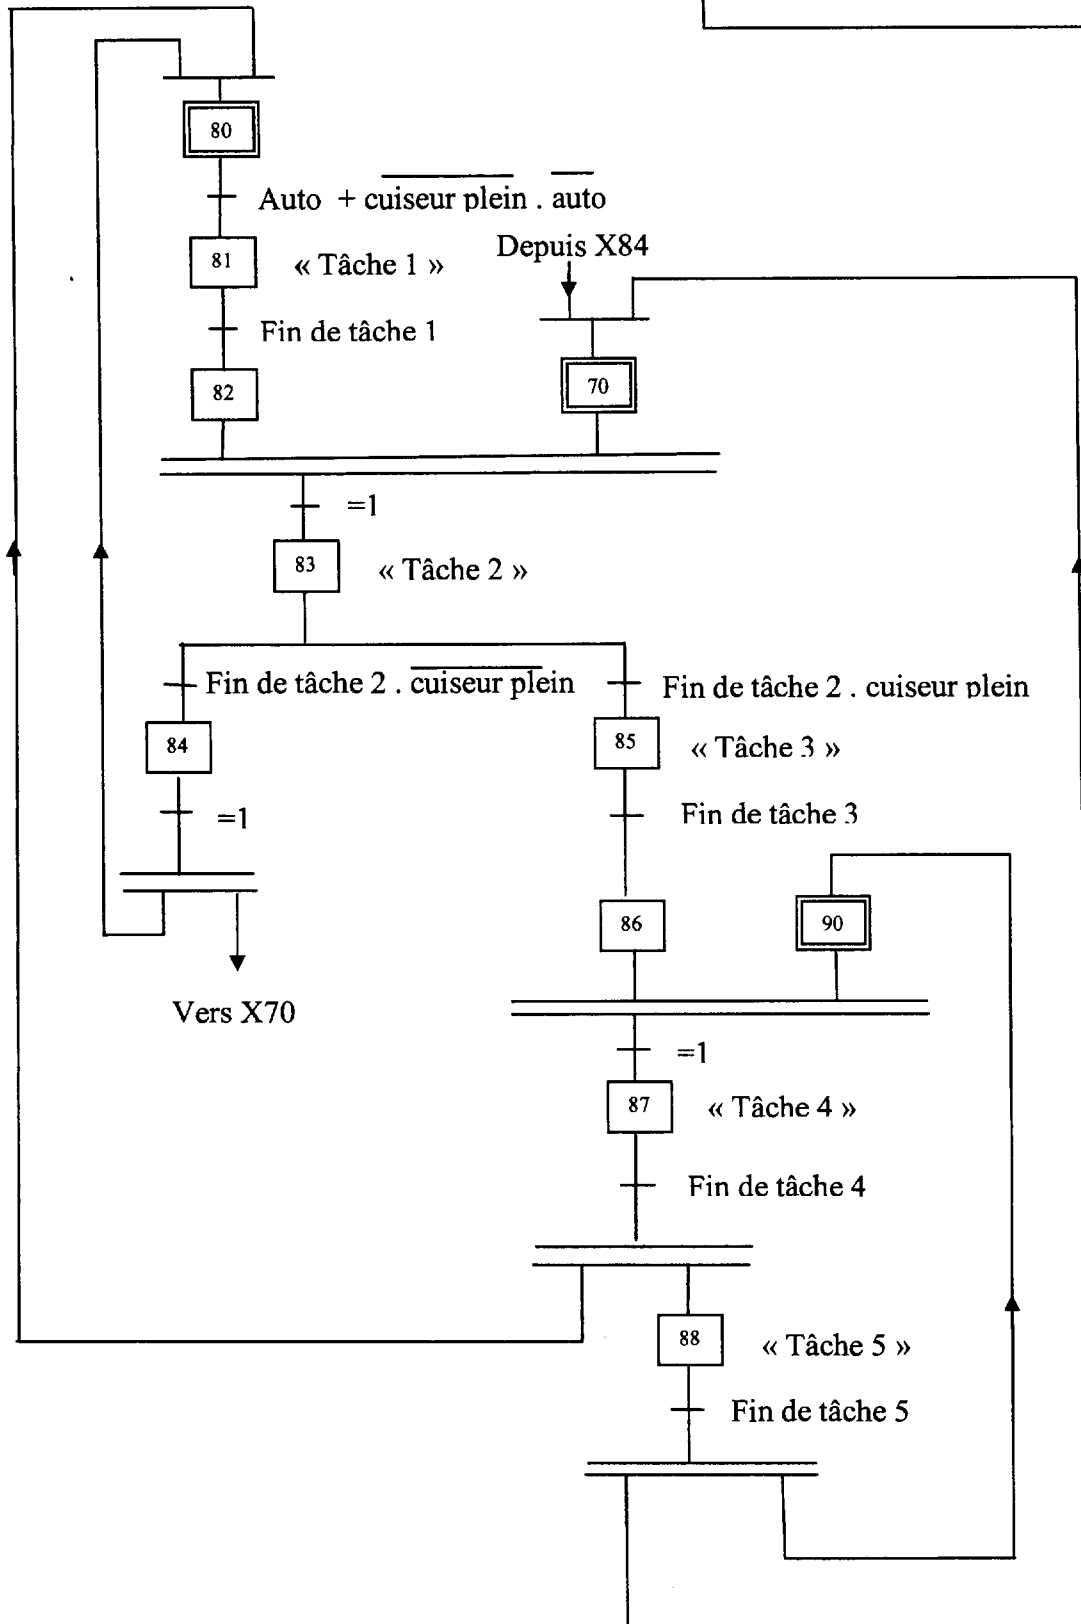 80
Auto + cuiseur plein . auto
81 « Tâche 1 » Depuis X84
Fin de tâche 1
82 70
=1
83 « Tâche 2 »
Fin de tâche 2 . cuiseur plein Fin de tâche 2 . cuiseur plein
84 85 « Tâche 3 »
=1 Fin de tâche 3
86 90
Vers X70
=1
87 « Tâche 4 »
Fin de tâche 4
88 « Tâche 5 »
Fin de tâche 5